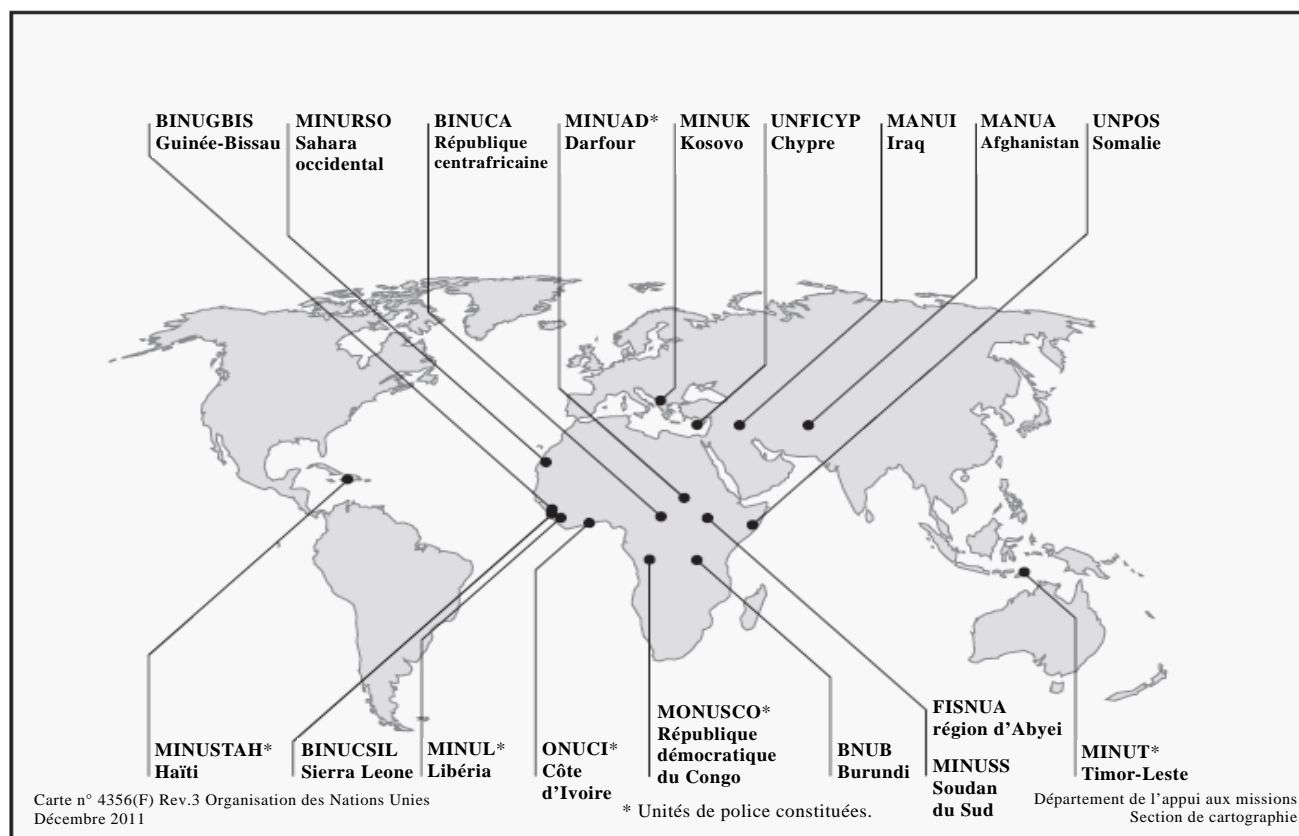 BINUGBIS
Guinée-Bissau
MINURSO
Sahara
occidental
BINUCA
République
centrafricaine
MINUAD*
Darfour
MINUK
Kosovo
UNFICYP
Chypre
MANUI
Iraq
MANUA
Afghanistan
UNPOS
Somalie
MINUSTAH*
Haïti
BINUCSIL
Sierra Leone
MINUL*
Libéria
ONUCI*
Côte
d’Ivoire
MONUSCO*
République
démocratique
du Congo
BNUB
Burundi
FISNUA
région d’Abyei
MINUSS
Soudan
du Sud
MINUT*
Timor-Leste
Carte n° 4356(F) Rev.3 Organisation des Nations Unies
Décembre 2011
* Unités de police constituées.
Département de l’appui aux missions
Section de cartographie